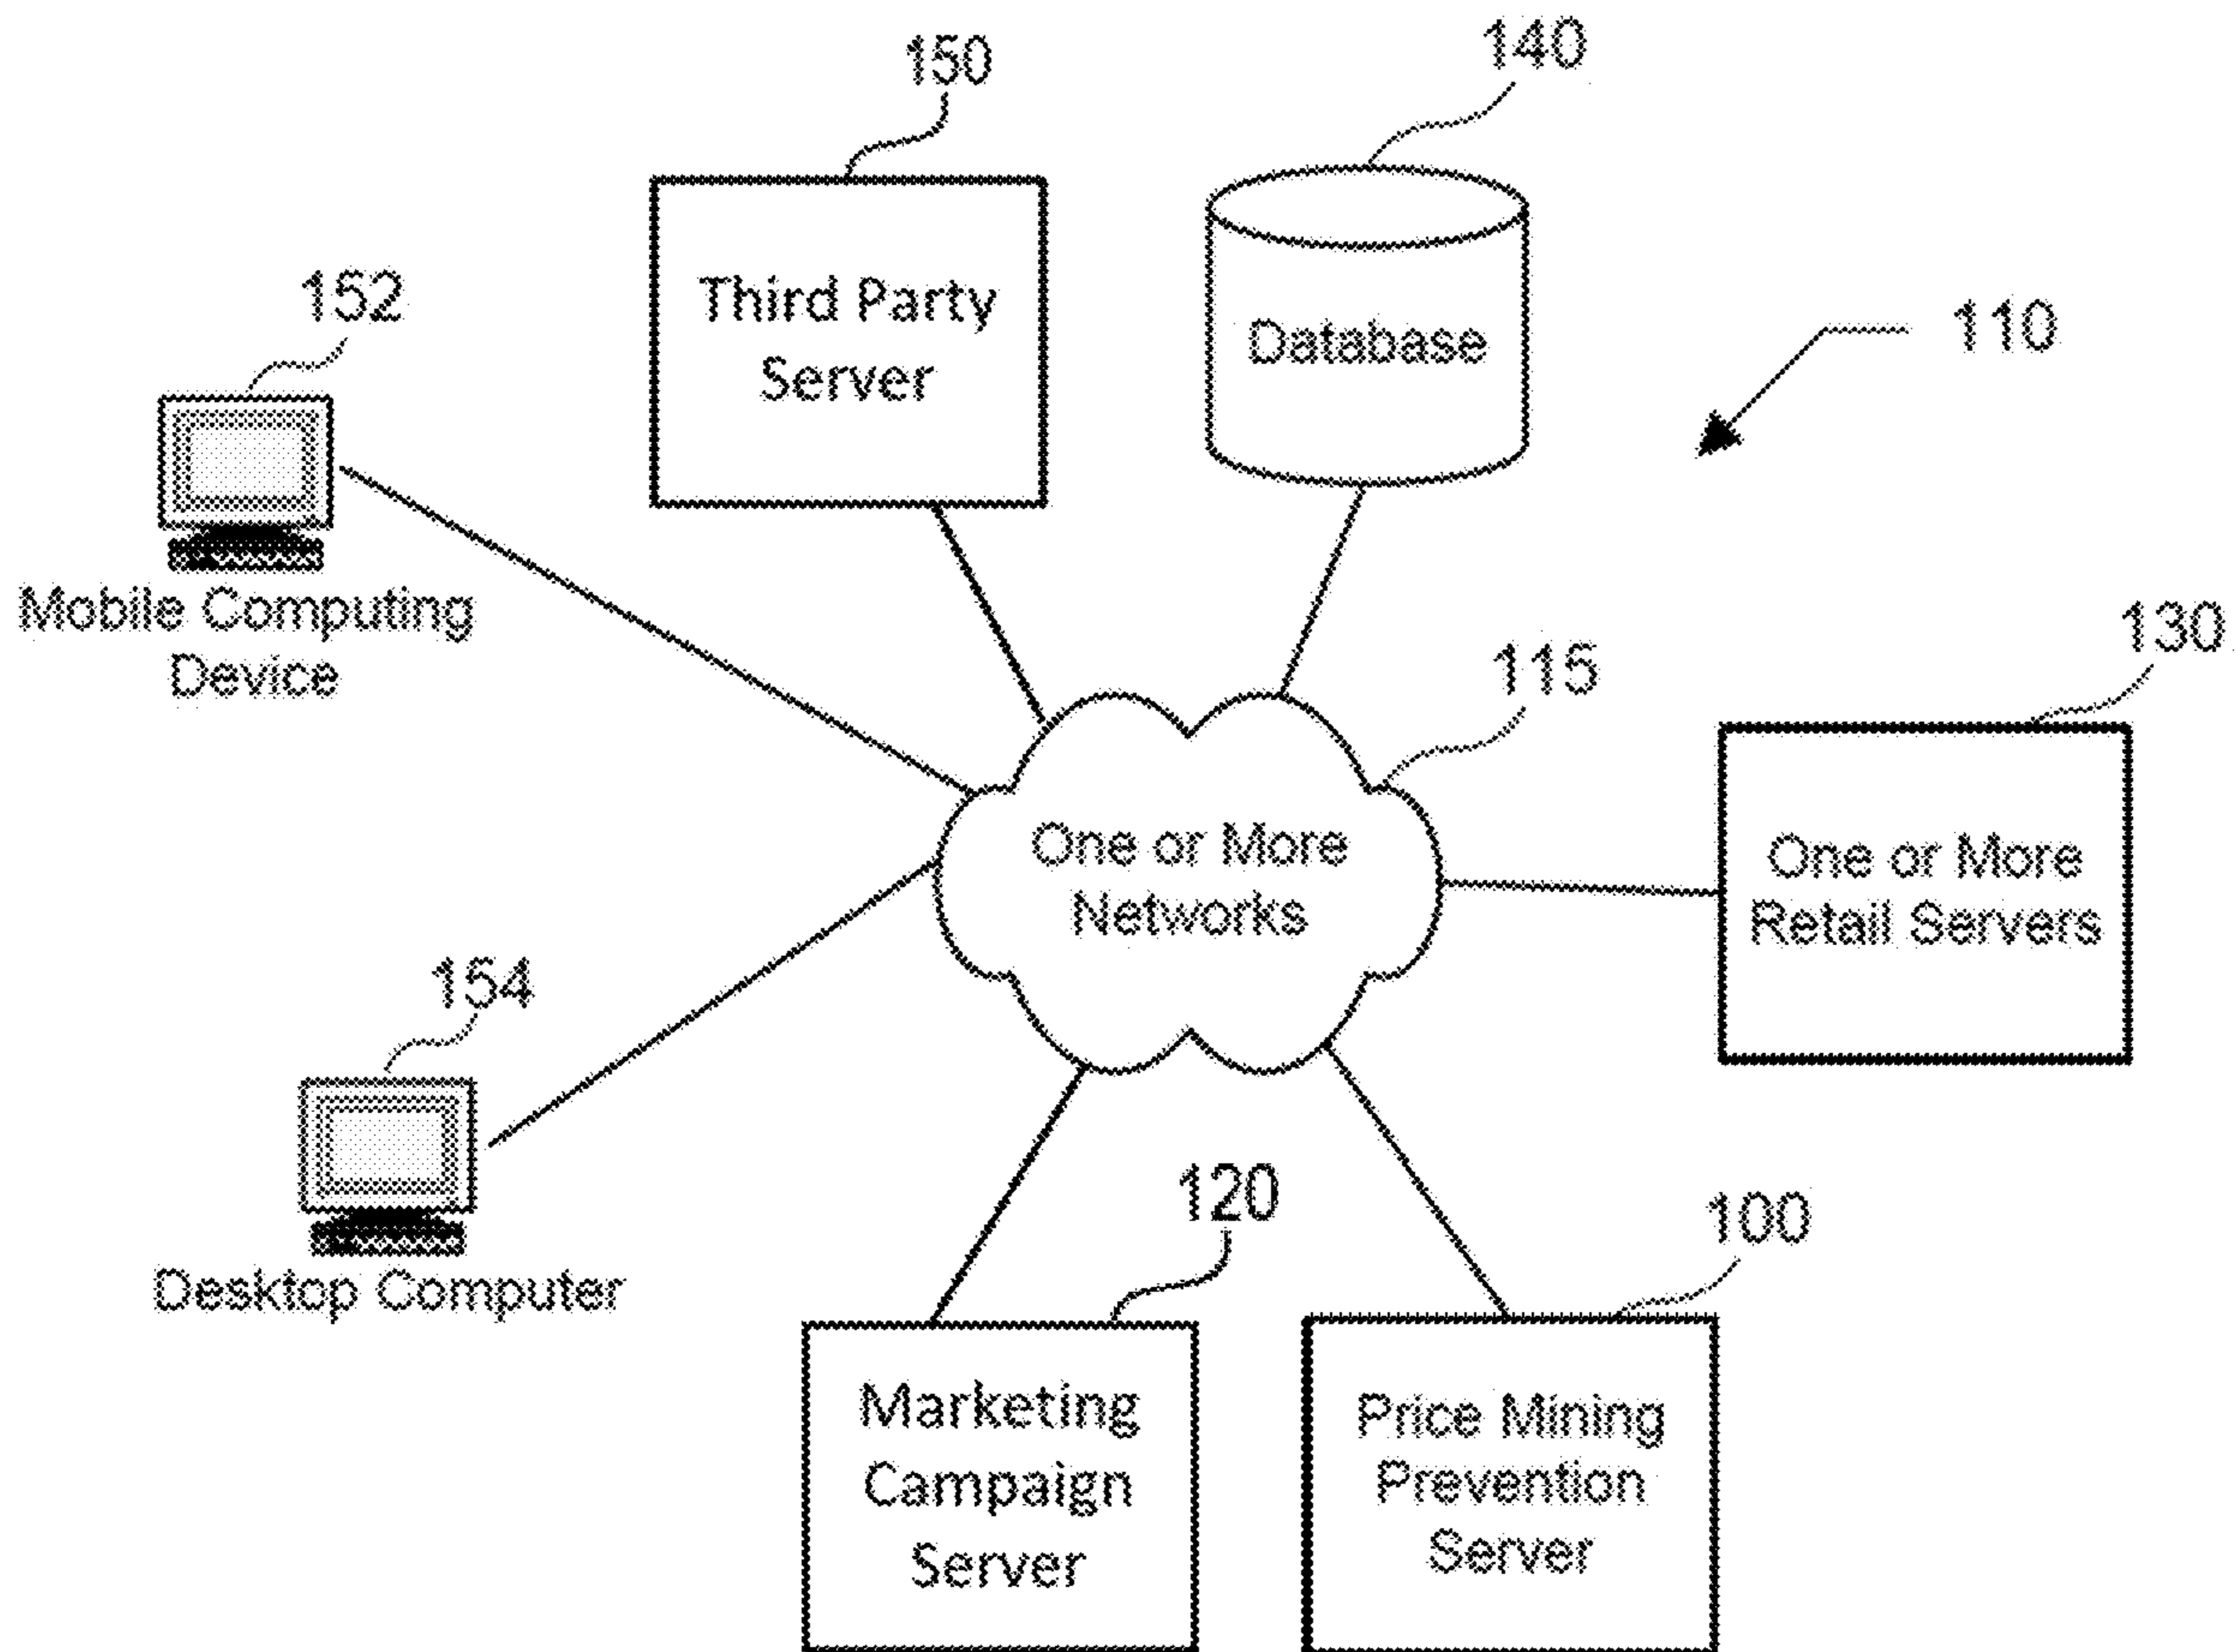 150
140
152
Third Party
Server
Database
110
Mobile Computing
Device
115
130
One or More
Networks
One or More
Retail Servers
154
Desktop Computer
120
100
Marketing
Campaign
Server
Price Mining
Prevention
Server